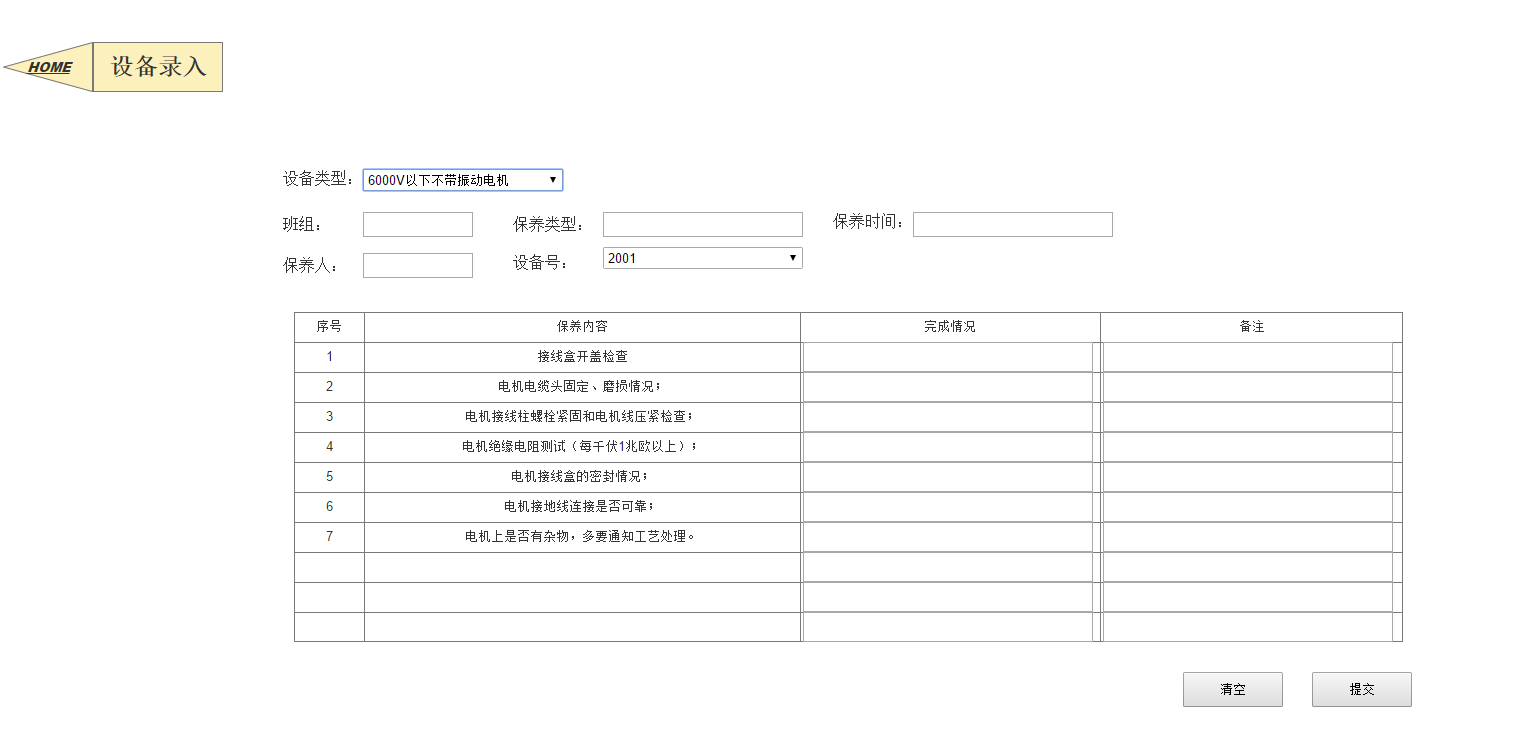 HOME 设备录入
设备类型： 6000V以下不带振动电机
班组： 保养类型： 保养时间：
保养人： 设备号： 2001
序号 保养内容 完成情况 备注
1 接线盒开盖检查
2 电机电缆头固定、磨损情况；
3 电机接线柱螺栓紧固和电机线压紧检查；
4 电机绝缘电阻测试（每千伏1兆欧以上）；
5 电机接线盒的密封情况；
6 电机接地线连接是否可靠；
7 电机上是否有杂物，多要通知工艺处理。
清空 提交